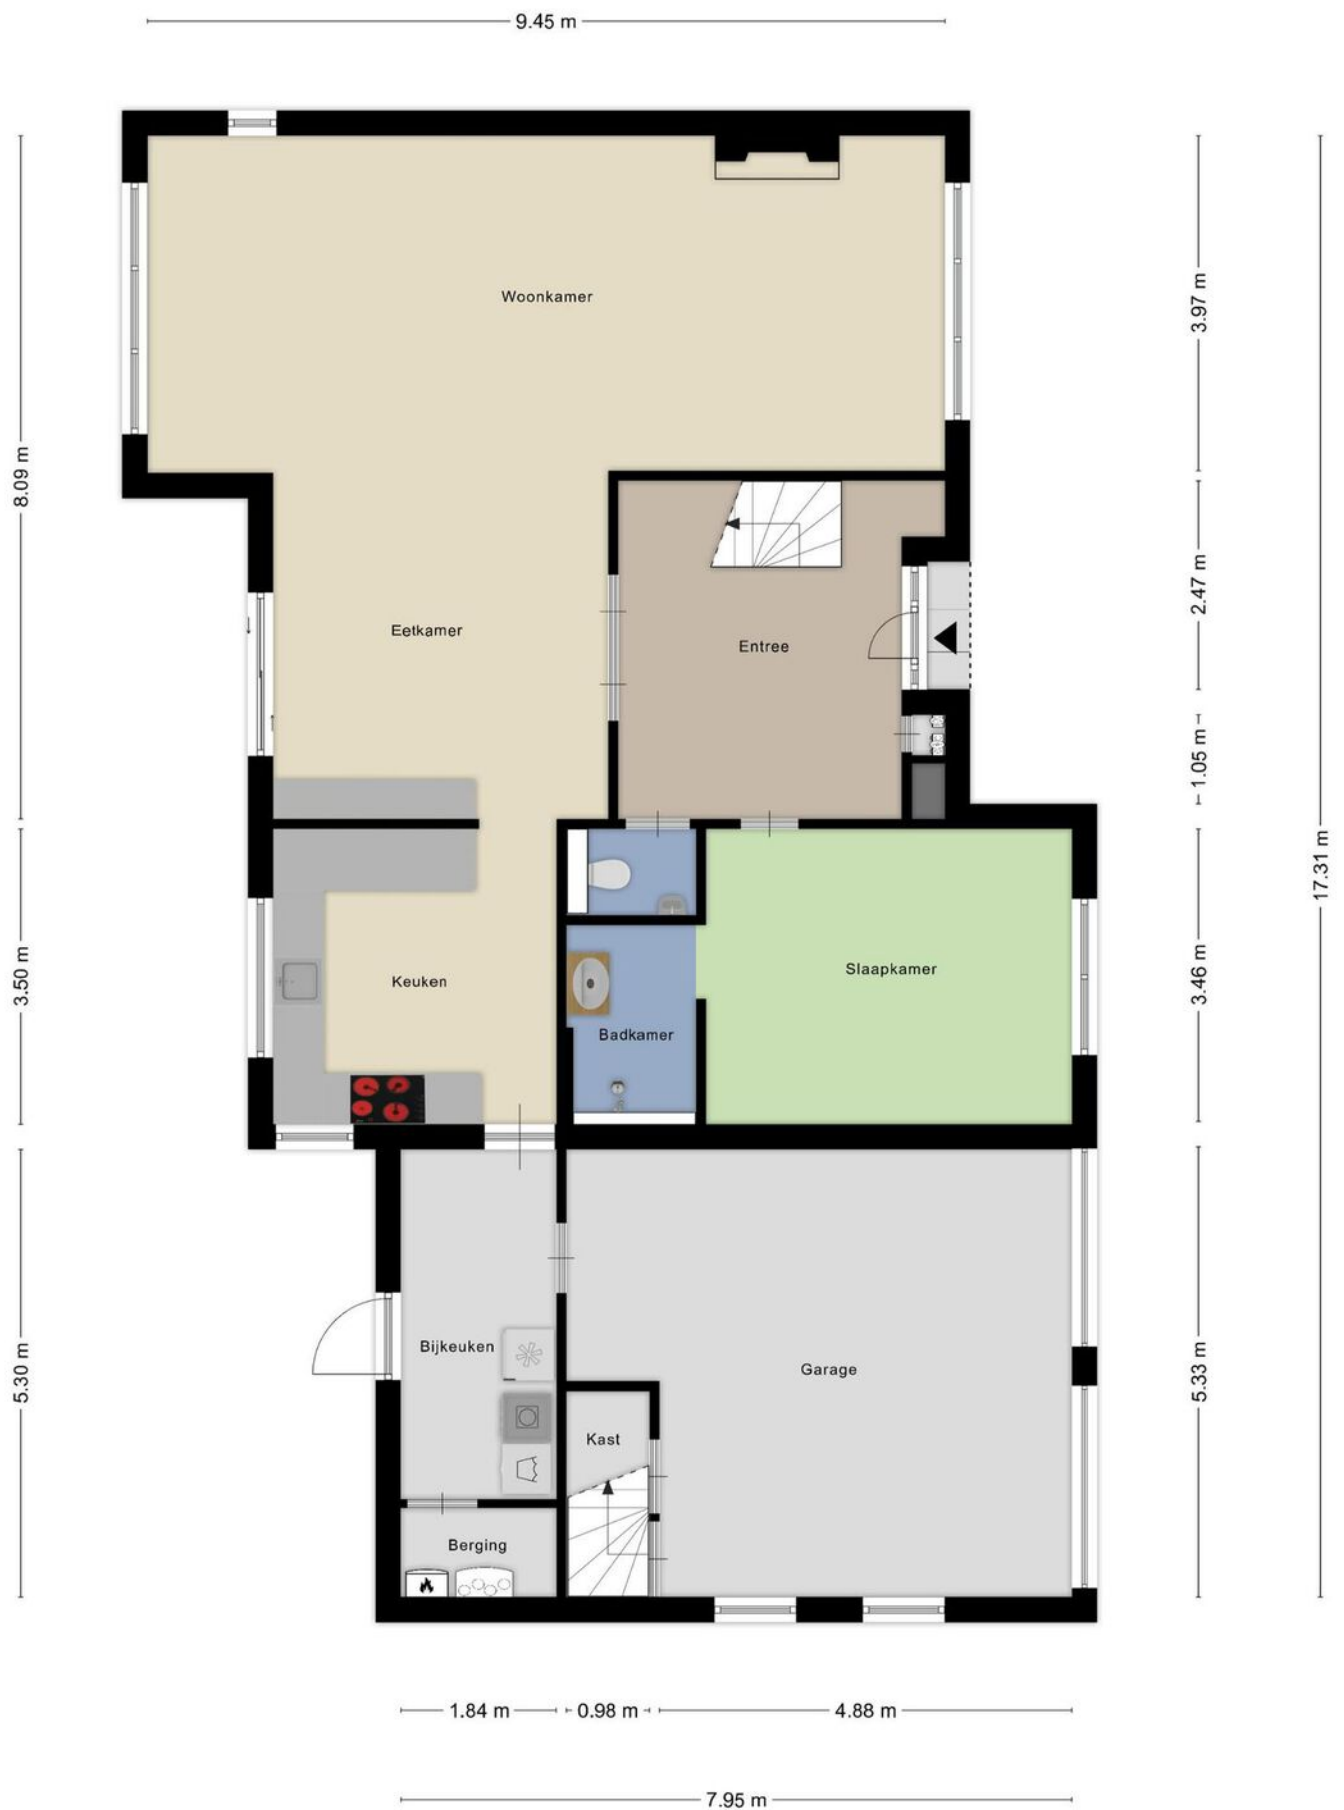 9.45 m
Woonkamer
3.97 m
8.09 m
2.47 m
Eetkamer
Entree
1.05 m
17.31 m
Slaapkamer
3.46 m
3.50 m
Keuken
Badkamer
Bijkeuken
Garage
5.30 m
5.33 m
Kast
Berging
1.84 m
0.98 m
4.88 m
7.95 m